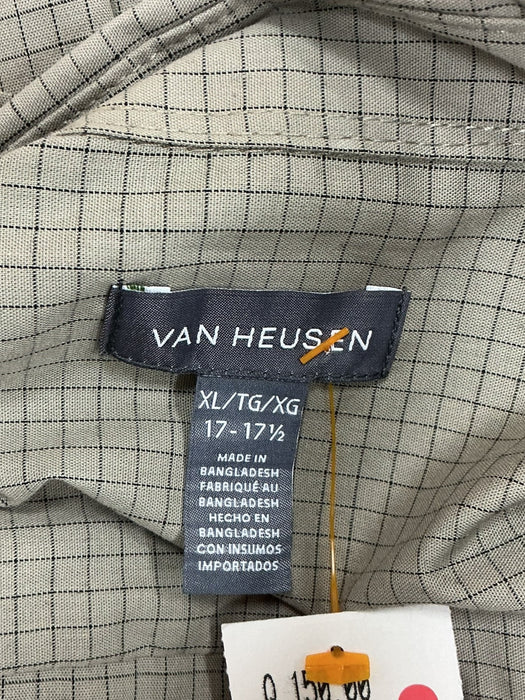 VAN HEUSEN
XL/TG/XG
17-17½
MADE IN
BANGLADESH
FABRIQUÉ AU
BANGLADESH
HECHO EN
BANGLADESH
CON INSUMOS
IMPORTADOS